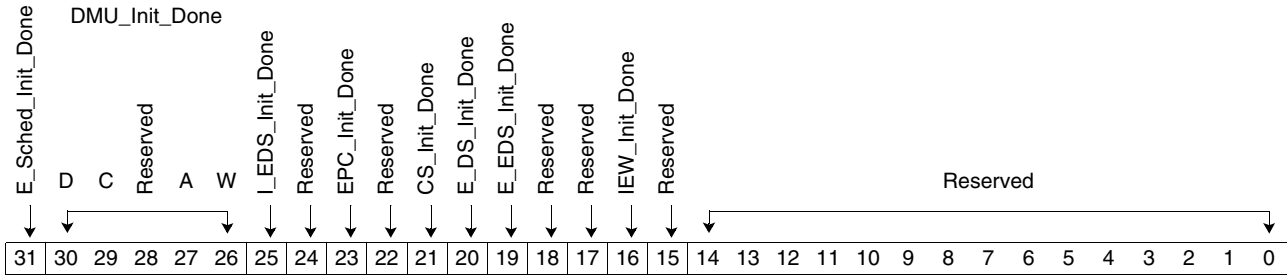 DMU_Init_Done
E_Sched_Init_Done
D
C
Reserved
A
W
I_EDS_Init_Done
Reserved
EPC_Init_Done
Reserved
CS_Init_Done
E_DS_Init_Done
E_EDS_Init_Done
Reserved
Reserved
IEW_Init_Done
Reserved
Reserved
31 30 29 28 27 26 25 24 23 22 21 20 19 18 17 16 15 14 13 12 11 10 9 8 7 6 5 4 3 2 1 0